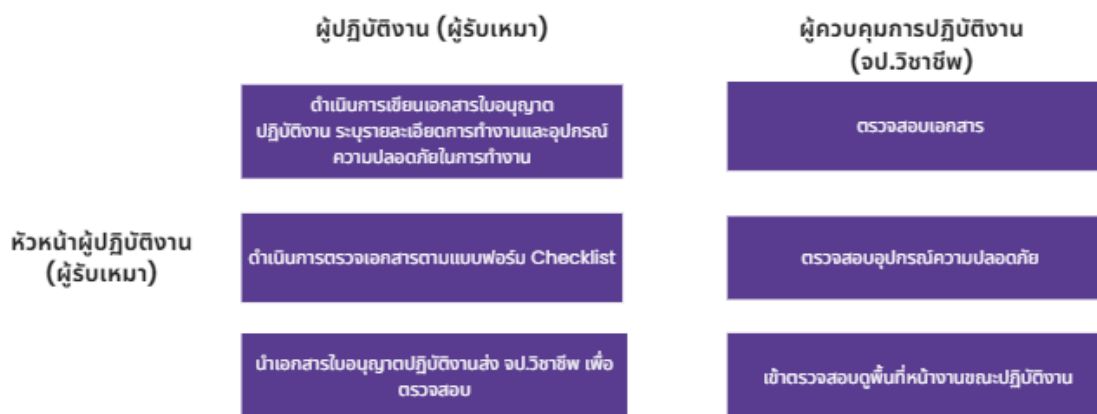 ผู้ปฏิบัติงาน (ผู้รับเหมา)
ผู้ควบคุมการปฏิบัติงาน
(จป.วิชาชีพ)
ดำเนินการเขียนเอกสารใบอนุญาต
ปฏิบัติงาน ระบุรายละเอียดการทำงานและอุปกรณ์
ความปลอดภัยในการทำงาน
ตรวจสอบเอกสาร
หัวหน้าผู้ปฏิบัติงาน
(ผู้รับเหมา)
ดำเนินการตรวจเอกสารตามแบบฟอร์ม Checklist
ตรวจสอบอุปกรณ์ความปลอดภัย
นำเอกสารใบอนุญาตปฏิบัติงานส่ง จป.วิชาชีพ เพื่อ
ตรวจสอบ
เข้าตรวจสอบดูพื้นที่หน้างานขณะปฏิบัติงาน